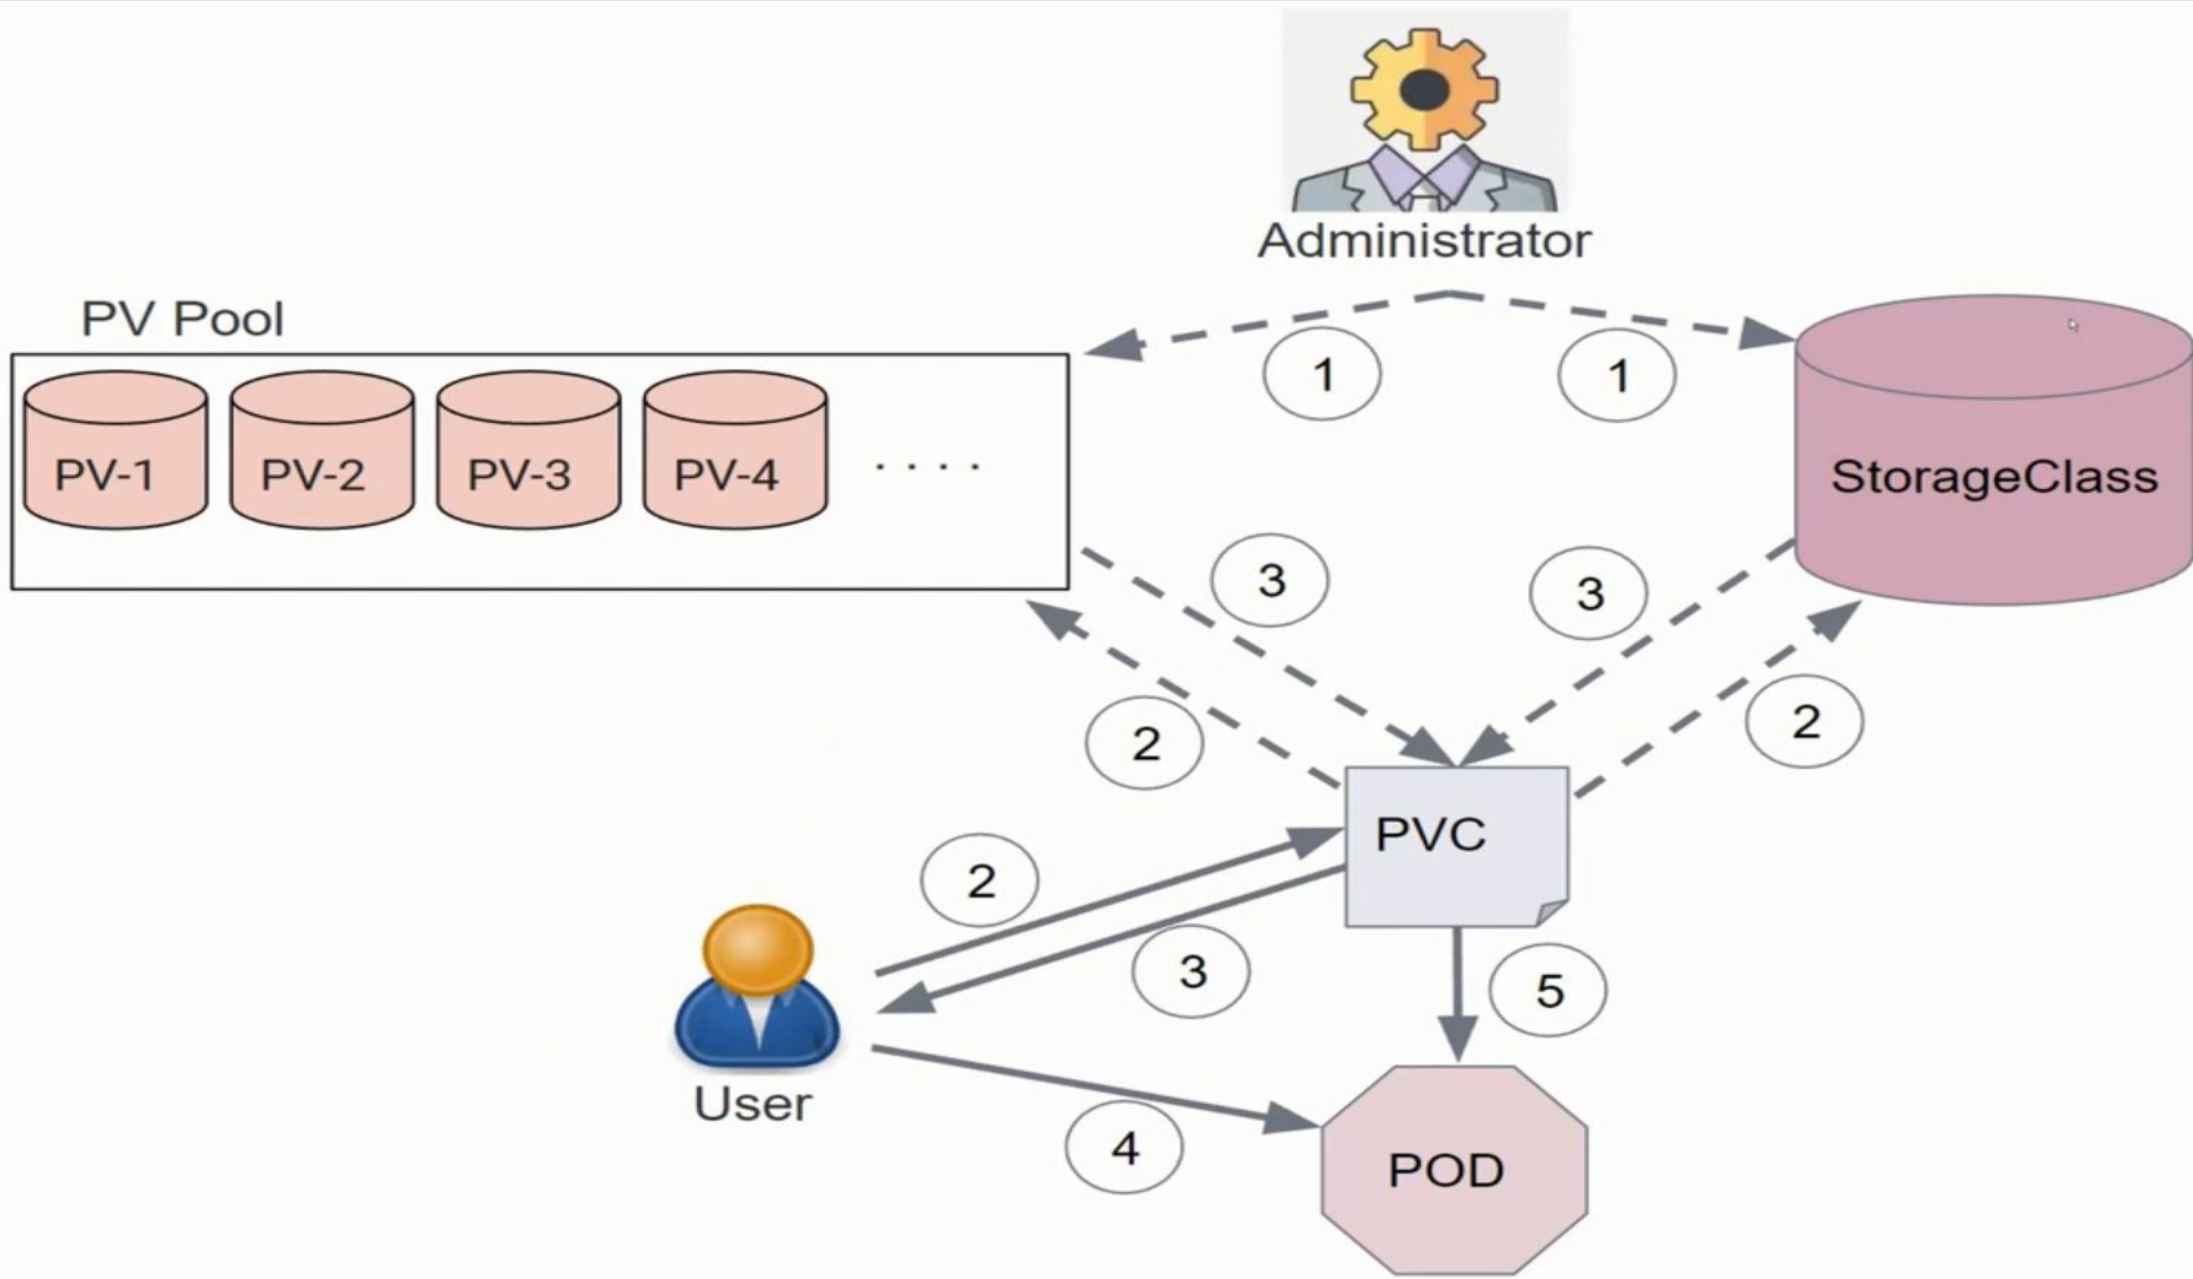 Administrator
PV Pool
1
1
PV-1
PV-2
PV-3
PV-4
. . . .
StorageClass
3
3
2
2
PVC
2
3
5
User
4
POD